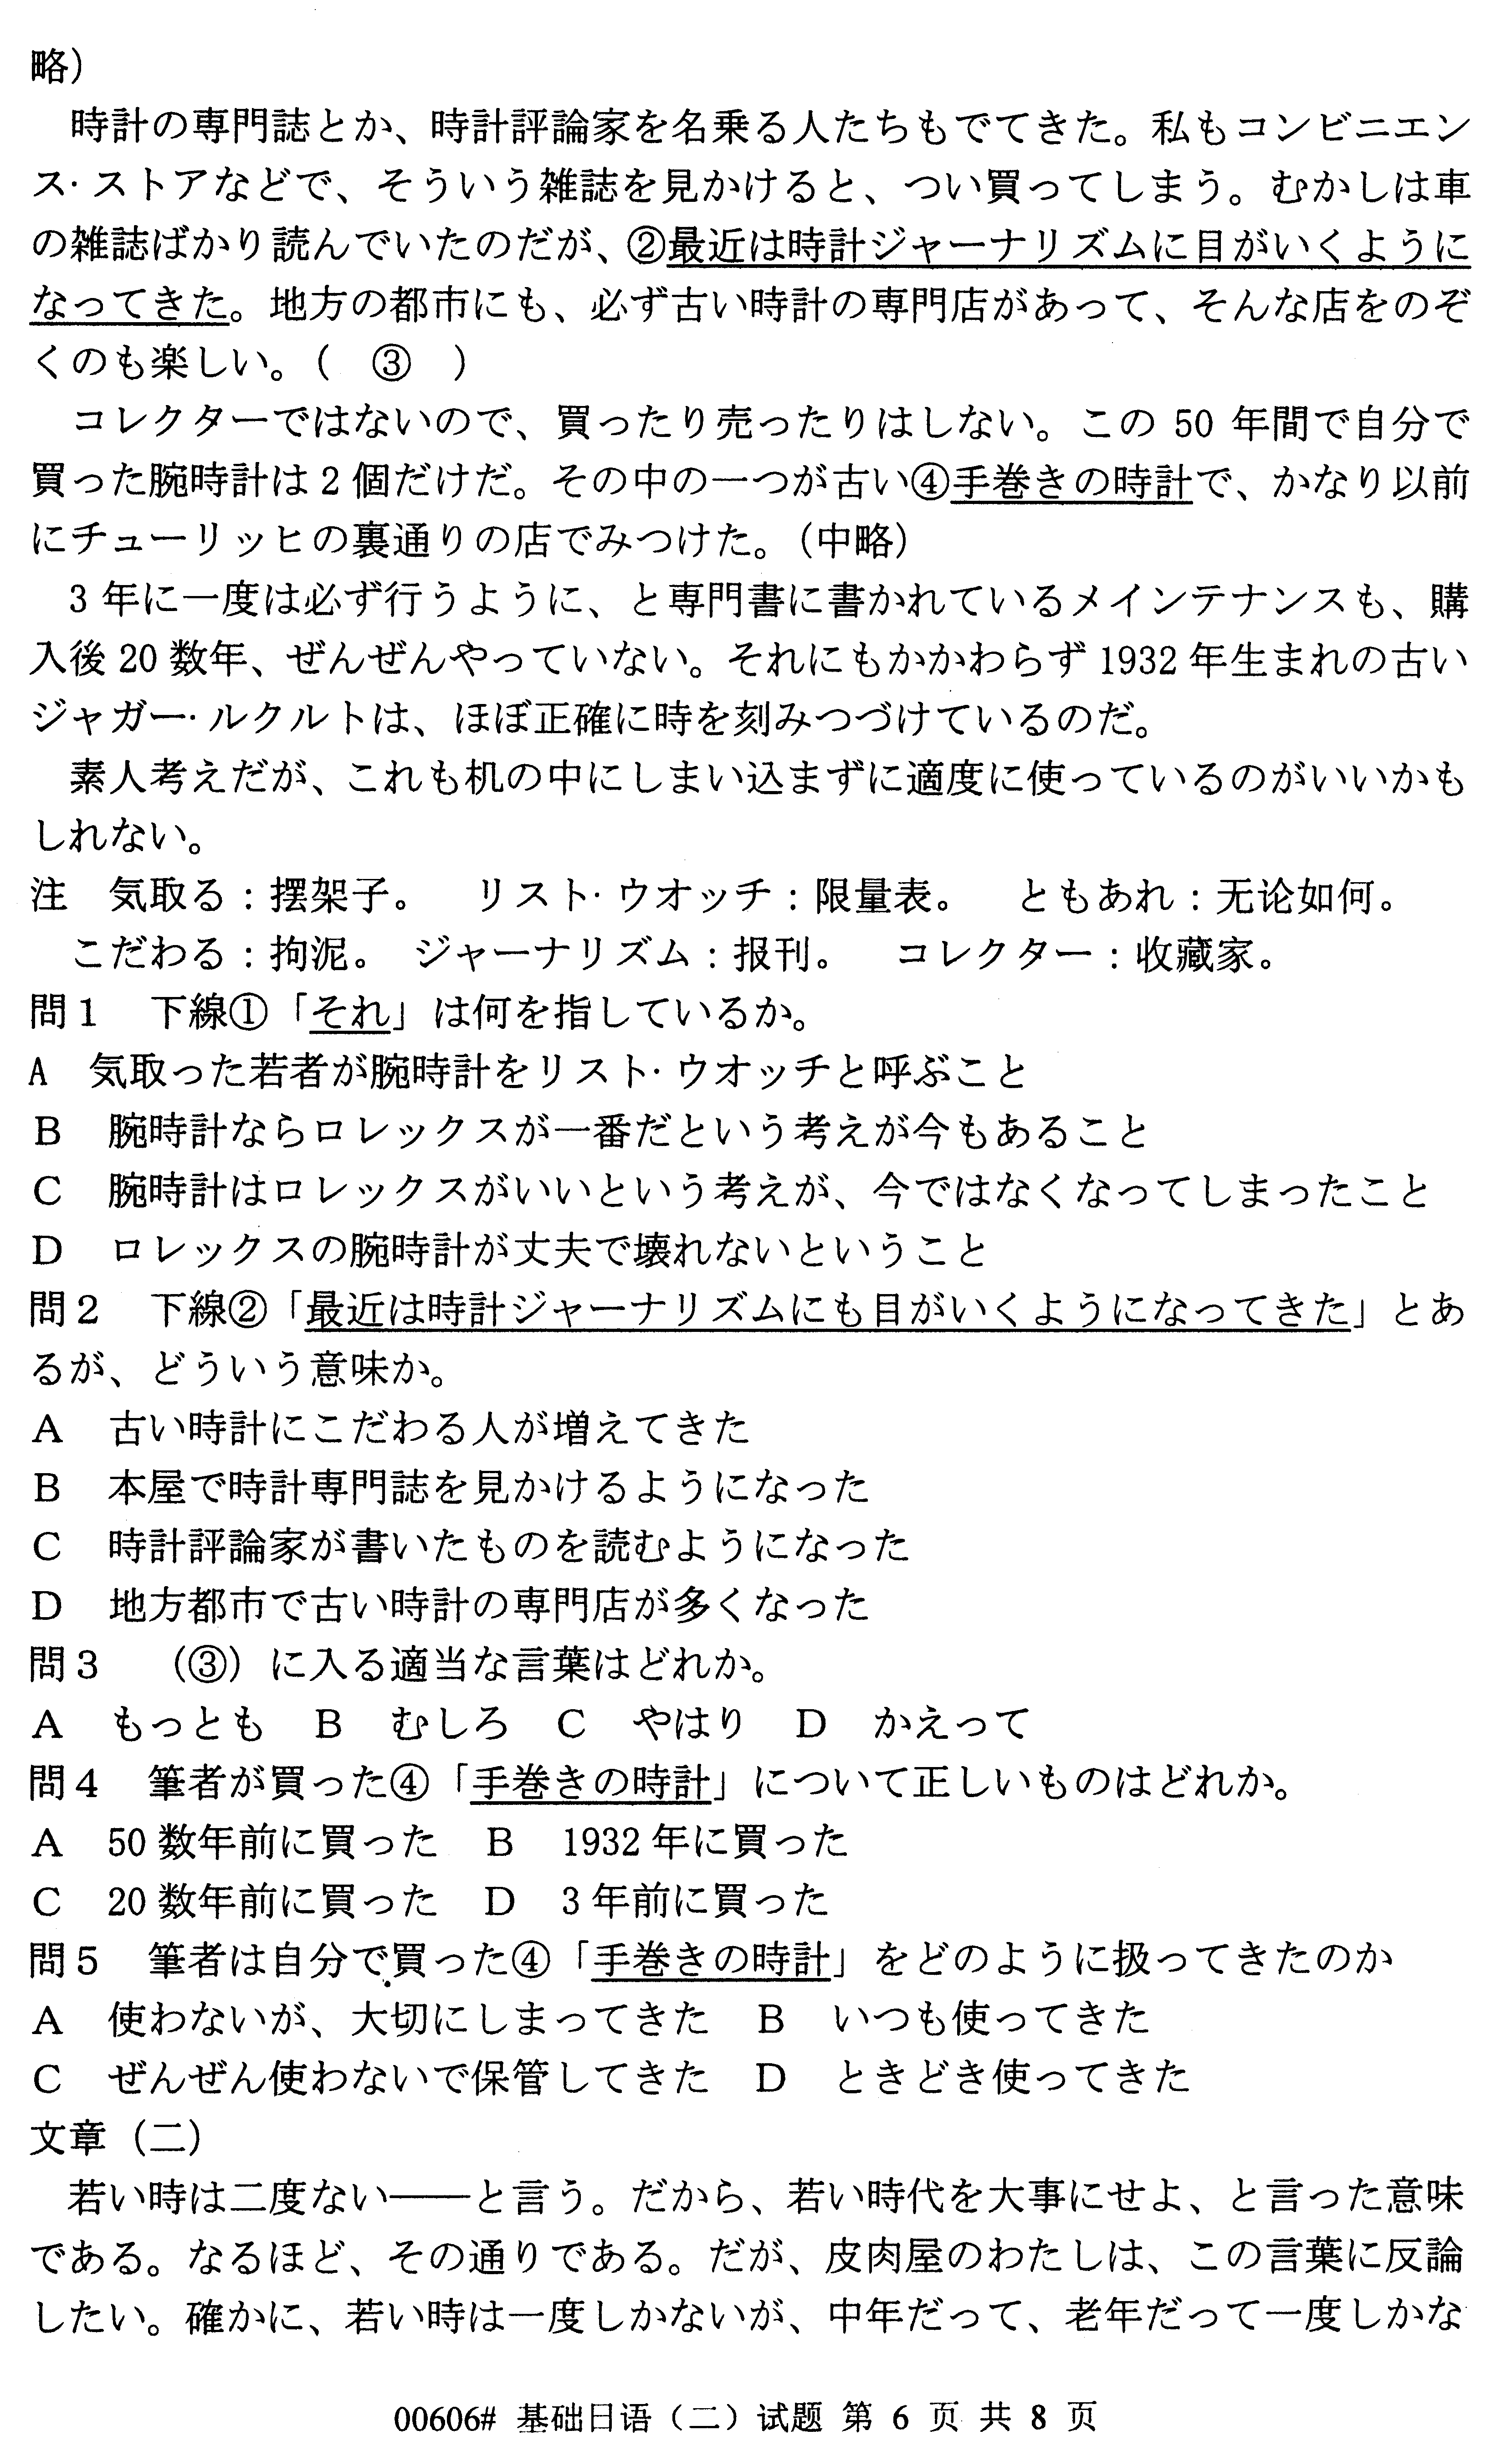 略）
時計の専門誌とか、時計評論家を名乗る人たちもでてきた。私もコンビニエン
ス・ストアなどで、そういう雑誌を見かけると、つい買ってしまう。むかしは車
の雑誌ばかり読んでいたのだが、②最近は時計ジャーナリズムに目がいくように
なってきた。地方の都市にも、必ず古い時計の専門店があって、そんな店をのぞ
くのも楽しい。（　③　）
コレクターではないので、買ったり売ったりはしない。この 50 年間で自分で
買った腕時計は 2 個だけだ。その中の一つが古い④手巻きの時計で、かなり以前
にチューリッヒの裏通りの店でみつけた。（中略）
3 年に一度は必ず行うように、と専門書に書かれているメインテナンスも、購
入後 20 数年、ぜんぜんやっていない。それにもかかわらず 1932 年生まれの古い
ジャガー・ルクルトは、ほぼ正確に時を刻みつづけているのだ。
素人考えだが、これも机の中にしまい込まずに適度に使っているのがいいかも
しれない。
注　気取る：摆架子。　リスト・ウオッチ：限量表。　ともあれ：无论如何。
こだわる：拘泥。　ジャーナリズム：报刊。　コレクター：收藏家。
問１　下線①「それ」は何を指しているか。
A　気取った若者が腕時計をリスト・ウオッチと呼ぶこと
B　腕時計ならロレックスが一番だという考えが今もあること
C　腕時計はロレックスがいいという考えが、今ではなくなってしまったこと
D　ロレックスの腕時計が丈夫で壊れないということ
問２　下線②「最近は時計ジャーナリズムにも目がいくようになってきた」とあ
るが、どういう意味か。
A　古い時計にこだわる人が増えてきた
B　本屋で時計専門誌を見かけるようになった
C　時計評論家が書いたものを読むようになった
D　地方都市で古い時計の専門店が多くなった
問３　（③）に入る適当な言葉はどれか。
A　もっとも　B　むしろ　C　やはり　D　かえって
問４　筆者が買った④「手巻きの時計」について正しいものはどれか。
A　50 数年前に買った　B　1932 年に買った
C　20 数年前に買った　D　3 年前に買った
問５　筆者は自分で買った④「手巻きの時計」をどのように扱ってきたのか
A　使わないが、大切にしまってきた　B　いつも使ってきた
C　ぜんぜん使わないで保管してきた　D　ときどき使ってきた
文章（二）
若い時は二度ない――と言う。だから、若い時代を大事にせよ、と言った意味
である。なるほど、その通りである。だが、皮肉屋のわたしは、この言葉に反論
したい。確かに、若い時は一度しかないが、中年だって、老年だって一度しかな
00606# 基础日语（二）试题 第 6 页 共 8 页